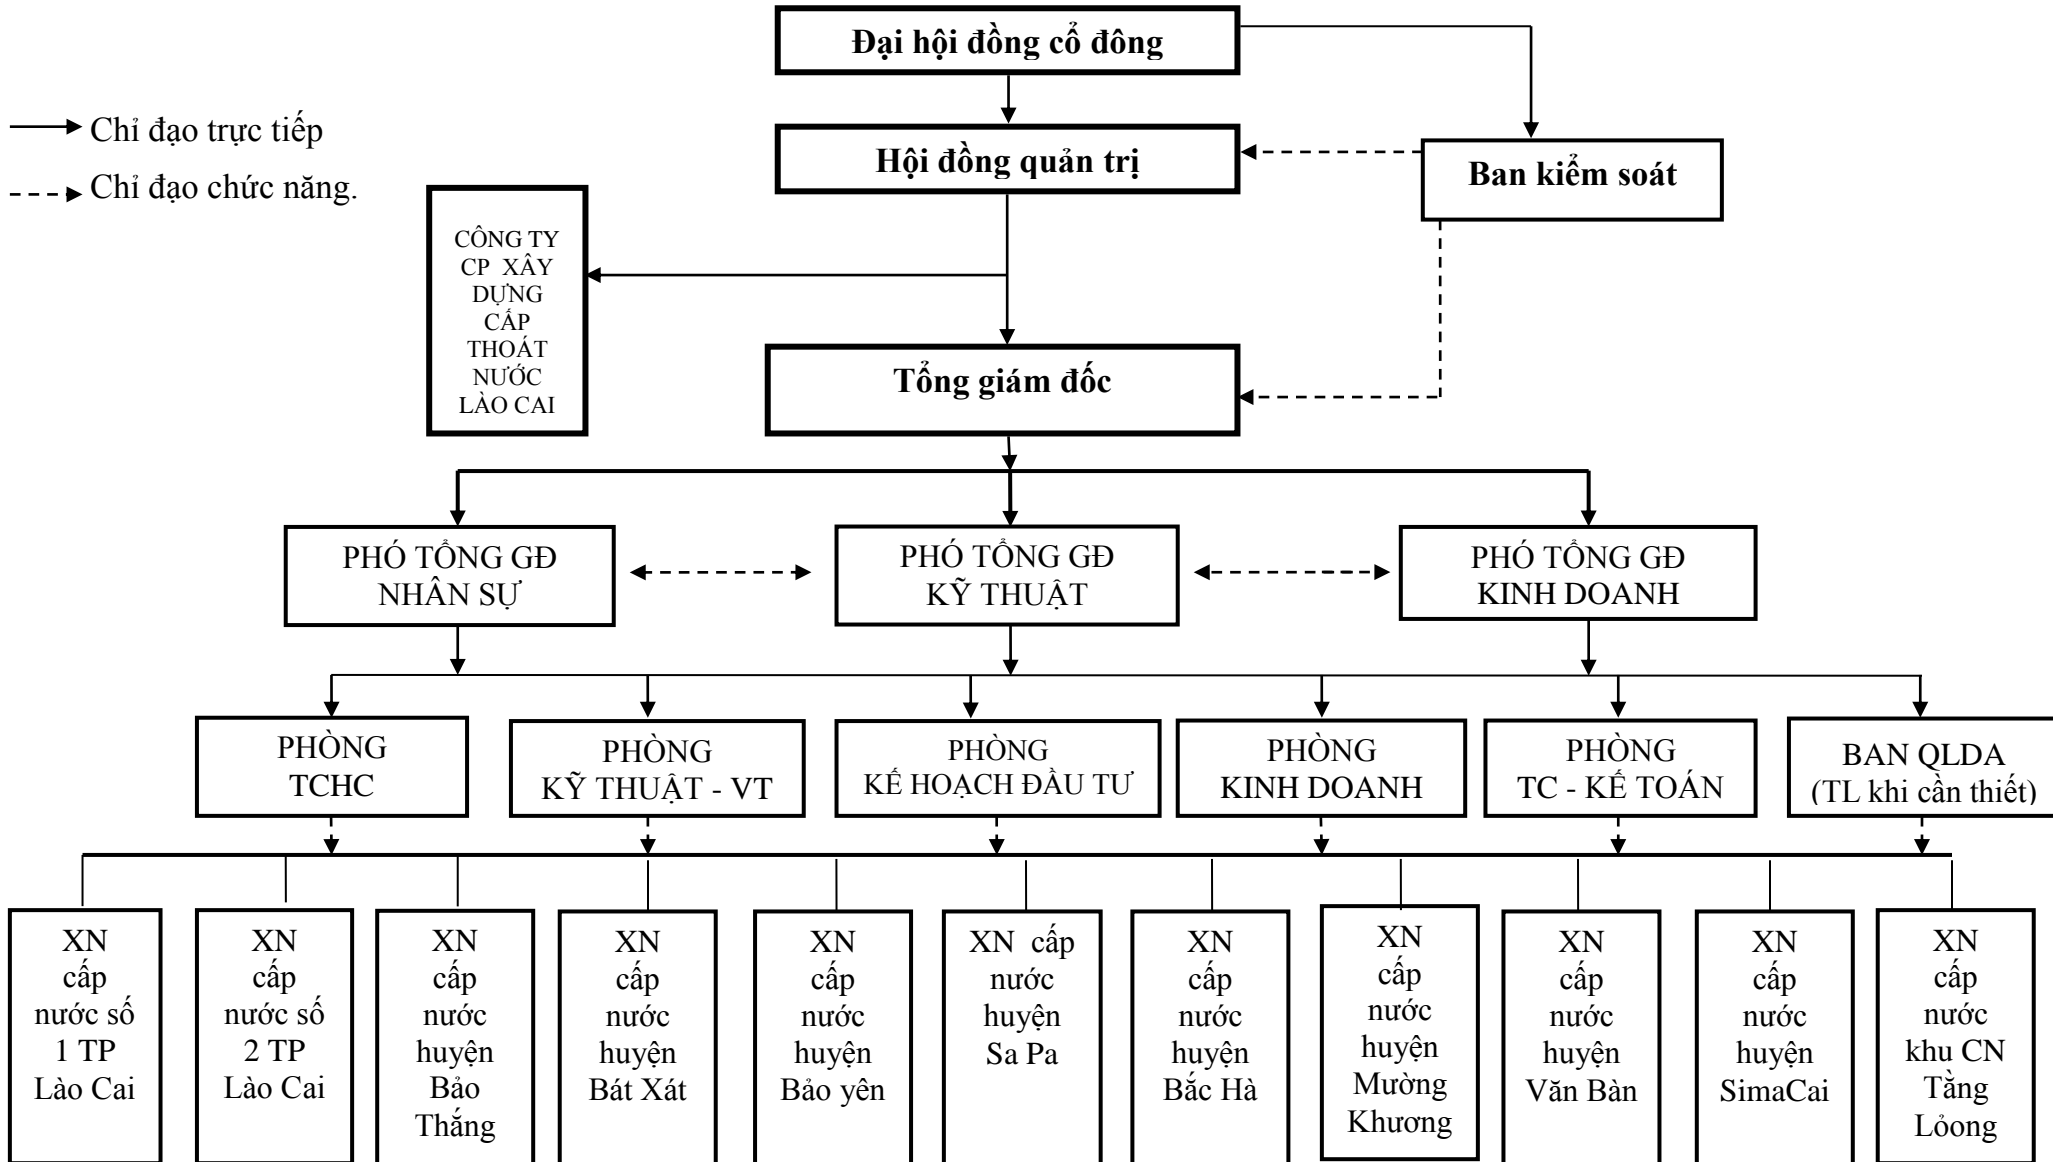 Đại hội đồng cổ đông
Chỉ đạo trực tiếp
Chỉ đạo chức năng.
Hội đồng quản trị
Ban kiểm soát
CÔNG TY
CP XÂY
DỰNG
CẤP
THOÁT
NƯỚC
LÀO CAI
Tổng giám đốc
PHÓ TỔNG GĐ
NHÂN SỰ
PHÓ TỔNG GĐ
KỸ THUẬT
PHÓ TỔNG GĐ
KINH DOANH
PHÒNG
TCHC
PHÒNG
KỸ THUẬT - VT
PHÒNG
KẾ HOẠCH ĐẦU TƯ
PHÒNG
KINH DOANH
PHÒNG
TC - KẾ TOÁN
BAN QLDA
(TL khi cần thiết)
XN
cấp
nước số
1 TP
Lào Cai
XN
cấp
nước số
2 TP
Lào Cai
XN
cấp
nước
huyện
Bảo
Thắng
XN
cấp
nước
huyện
Bát Xát
XN
cấp
nước
huyện
Bảo yên
XN cấp
nước
huyện
Sa Pa
XN
cấp
nước
huyện
Bắc Hà
XN
cấp
nước
huyện
Mường
Khương
XN
cấp
nước
huyện
Văn Bàn
XN
cấp
nước
huyện
SimaCai
XN
cấp
nước
khu CN
Tằng
Lỏong